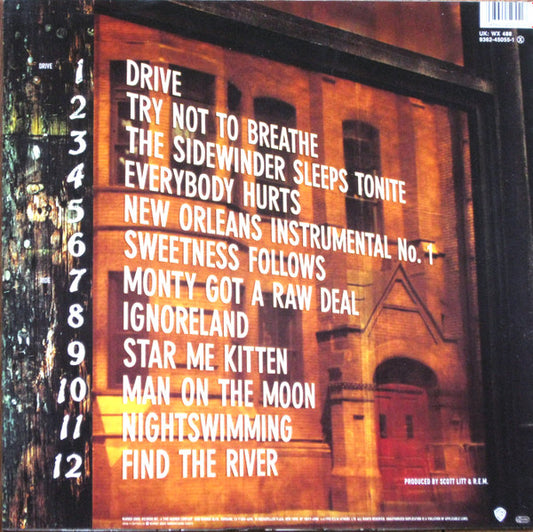 UK: WX 488
9362-45055-1 X
DRIVE
1 DRIVE
2 TRY NOT TO BREATHE
3 THE SIDEWINDER SLEEPS TONITE
4 EVERYBODY HURTS
5 NEW ORLEANS INSTRUMENTAL No. 1
6 SWEETNESS FOLLOWS
7 MONTY GOT A RAW DEAL
8 IGNORELAND
9 STAR ME KITTEN
10 MAN ON THE MOON
11 NIGHTSWIMMING
12 FIND THE RIVER
PRODUCED BY SCOTT LITT & R.E.M.